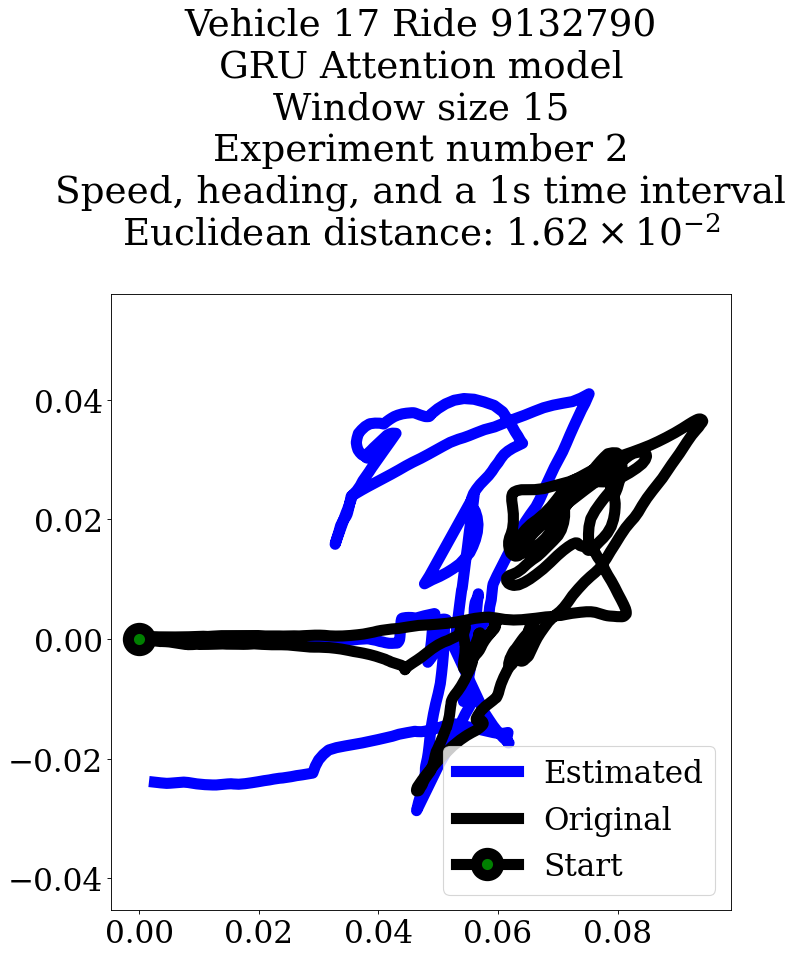 Vehicle 17 Ride 9132790
GRU Attention model
Window size 15
Experiment number 2
Speed, heading, and a 1s time interval
Euclidean distance: 1.62 × 10⁻²
0.04
0.02
0.00
−0.02
−0.04
Estimated
Original
Start
0.00 0.02 0.04 0.06 0.08